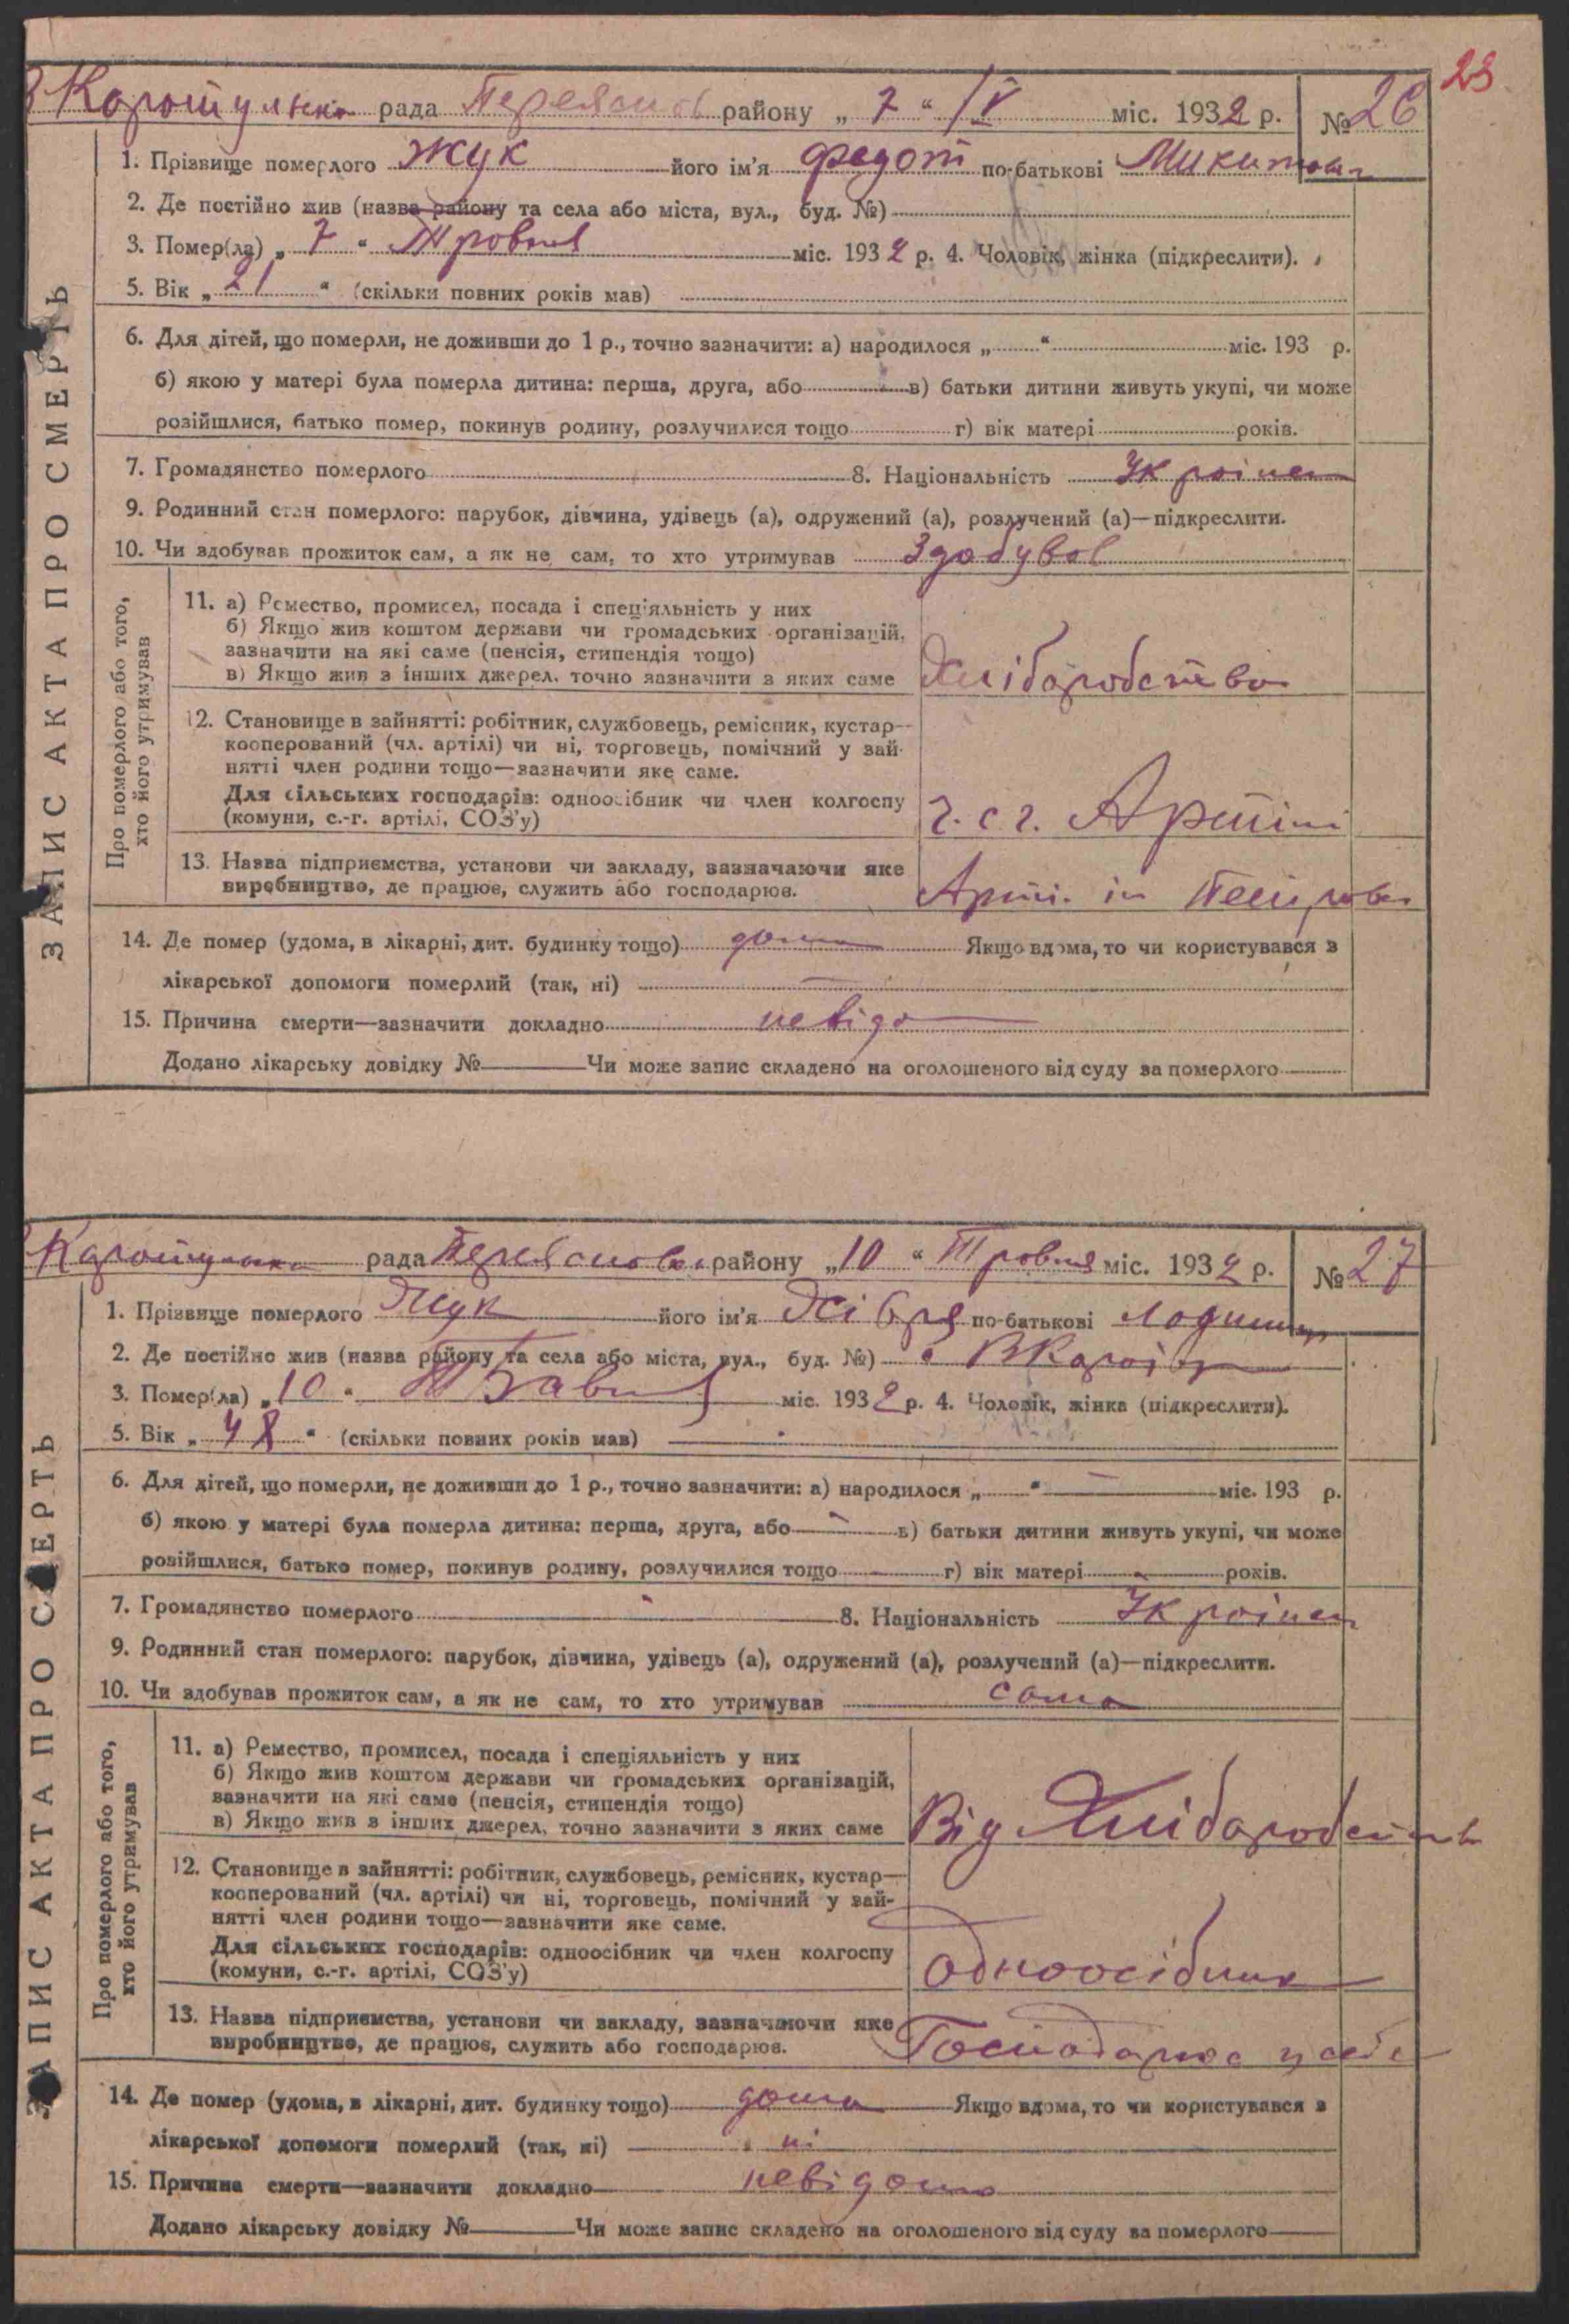 23
рада район​у „ 7 “ /V міс. 1932 р. № 26
1. Прізвище померлого Жук його ім'я Федот по-батькові
2. Де постійно жив (назва району та села або міста, вул., буд. №)
3. Помер(ла) „ 7 “ Травня міс. 1932 р. 4. Чоловік, жінка (підкреслити).
5. Вік „ 21 “ (скільки повних років мав)
6. Для дітей, що померли, не доживши до 1 р., точно зазначити: а) народилося „ “ міс. 193 р.
б) якою у матері була померла дитина: перша, друга, або в) батьки дитини живуть укупі, чи може
розійшлися, батько помер, покинув родину, розлучилися тощо г) вік матері років.
7. Громадянство померлого 8. Національність Україн
9. Родинний стан померлого: парубок, дівчина, удівець (а), одружений (а), розлучений (а)—підкреслити.
10. Чи здобував прожиток сам, а як не сам, то хто утримував Здобував
ЗАПИС АКТА ПРО СМЕРТЬ
Про померлого або того,
хто його утримував
11. а) Ремество, промисел, посада і спеціяльність у них
б) Якщо жив коштом держави чи громадських організацій,
зазначити на які саме (пенсія, стипендія тощо)
в) Якщо жив з інших джерел, точно зазначити з яких саме Хліборобство
12. Становище в зайнятті: робітник, службовець, ремісник, кустар—
кооперований (чл. артілі) чи ні, торговець, помічний у зай-
нятті член родини тощо—зазначити яке саме.
Для сільських господарів: одноосібник чи член колгоспу
(комуни, с.-г. артілі, СОЗ'у) Артіли
13. Назва підприємства, установи чи закладу, зазначаючи яке
виробництво, де працює, служить або господарює. Арті. ім Петров
14. Де помер (удома, в лікарні, дит. будинку тощо) дома Якщо вдома, то чи користувався з
лікарської допомоги померлий (так, ні) —
15. Причина смерти—зазначити докладно невідо
Додано лікарську довідку № Чи може запис складено на оголошеного від суду за померлого
рада району „10 “ Травня міс. 1932 р. № 27
1. Прізвище померлого Жук його ім'я по-батькові
2. Де постійно жив (назва району та села або міста, вул., буд. №)
3. Помер(ла) „ 10 “ Травня міс. 1932 р. 4. Чоловік, жінка (підкреслити).
5. Вік „ 48 “ (скільки повних років мав)
6. Для дітей, що померли, не доживши до 1 р., точно зазначити: а) народилося „ “ міс. 193 р.
б) якою у матері була померла дитина: перша, друга, або в) батьки дитини живуть укупі, чи може
розійшлися, батько помер, покинув родину, розлучилися тощо г) вік матері років.
7. Громадянство померлого 8. Національність Україн
9. Родинний стан померлого: парубок, дівчина, удівець (а), одружений (а), розлучений (а)—підкреслити.
10. Чи здобував прожиток сам, а як не сам, то хто утримував сама
ЗАПИС АКТА ПРО СМЕРТЬ
Про померлого або того,
хто його утримував
11. а) Ремество, промисел, посада і спеціяльність у них
б) Якщо жив коштом держави чи громадських організацій,
зазначити на які саме (пенсія, стипендія тощо)
в) Якщо жив з інших джерел, точно зазначити з яких саме Від
12. Становище в зайнятті: робітник, службовець, ремісник, кустар—
кооперований (чл. артілі) чи ні, торговець, помічний у зай-
нятті член родини тощо—зазначити яке саме.
Для сільських господарів: одноосібник чи член колгоспу
(комуни, с.-г. артілі, СОЗ'у) одноосібник
13. Назва підприємства, установи чи закладу, зазначаючи яке
виробництво, де працює, служить або господарює. Господарює у себе
14. Де помер (удома, в лікарні, дит. будинку тощо) дома Якщо вдома, то чи користувався з
лікарської допомоги померлий (так, ні) ні
15. Причина смерти—зазначити докладно невідомо
Додано лікарську довідку № Чи може запис складено на оголошеного від суду за померлого